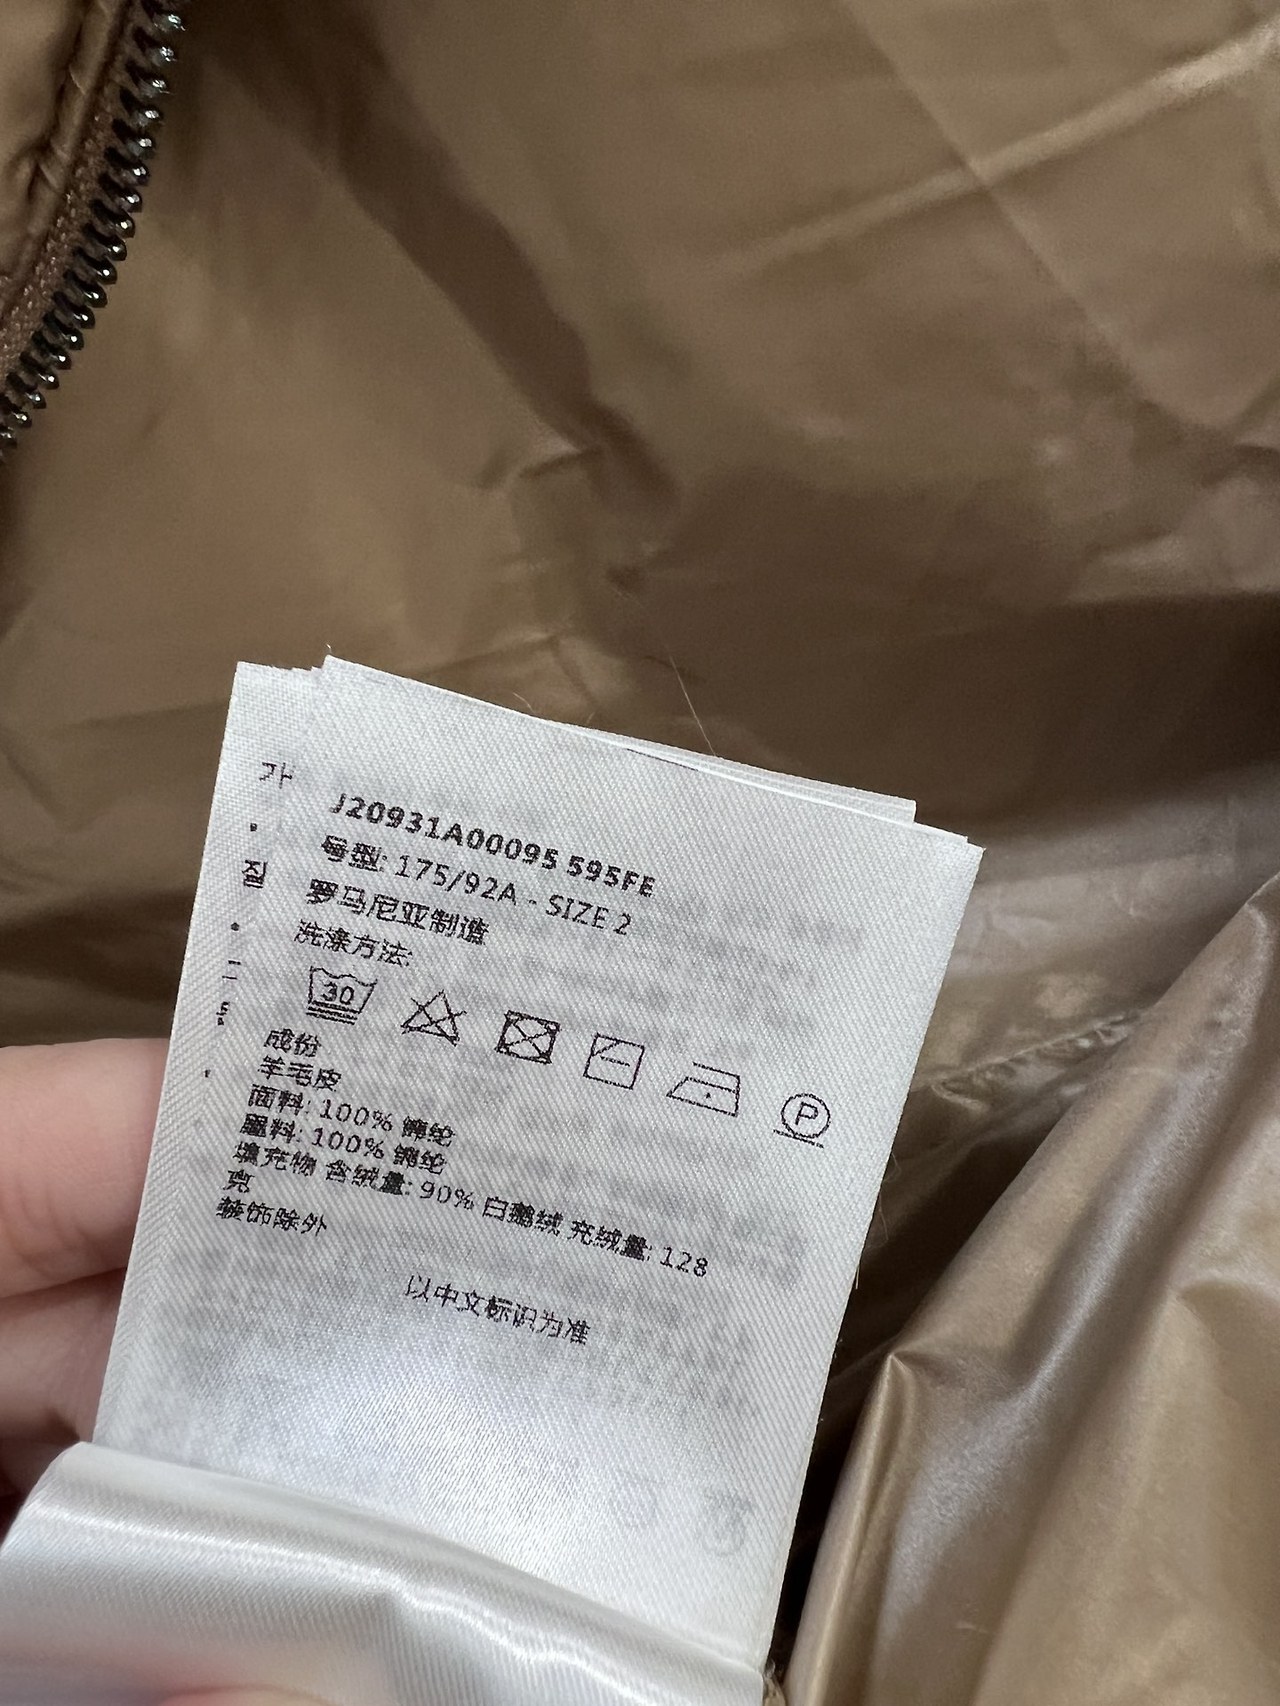 J20931A00095 595FE
号型: 175/92A - SIZE 2
罗马尼亚制造
洗涤方法:
30
P
成份
羊毛皮
面料: 100% 锦纶
里料: 100% 锦纶
填充物 含绒量: 90% 白鹅绒 充绒量: 128
克
装饰除外
以中文标识为准
가
질